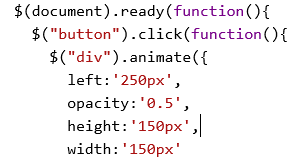 $(document).ready(function(){
$("button").click(function(){
$("div").animate({
left:'250px',
opacity:'0.5',
height:'150px',
width:'150px'